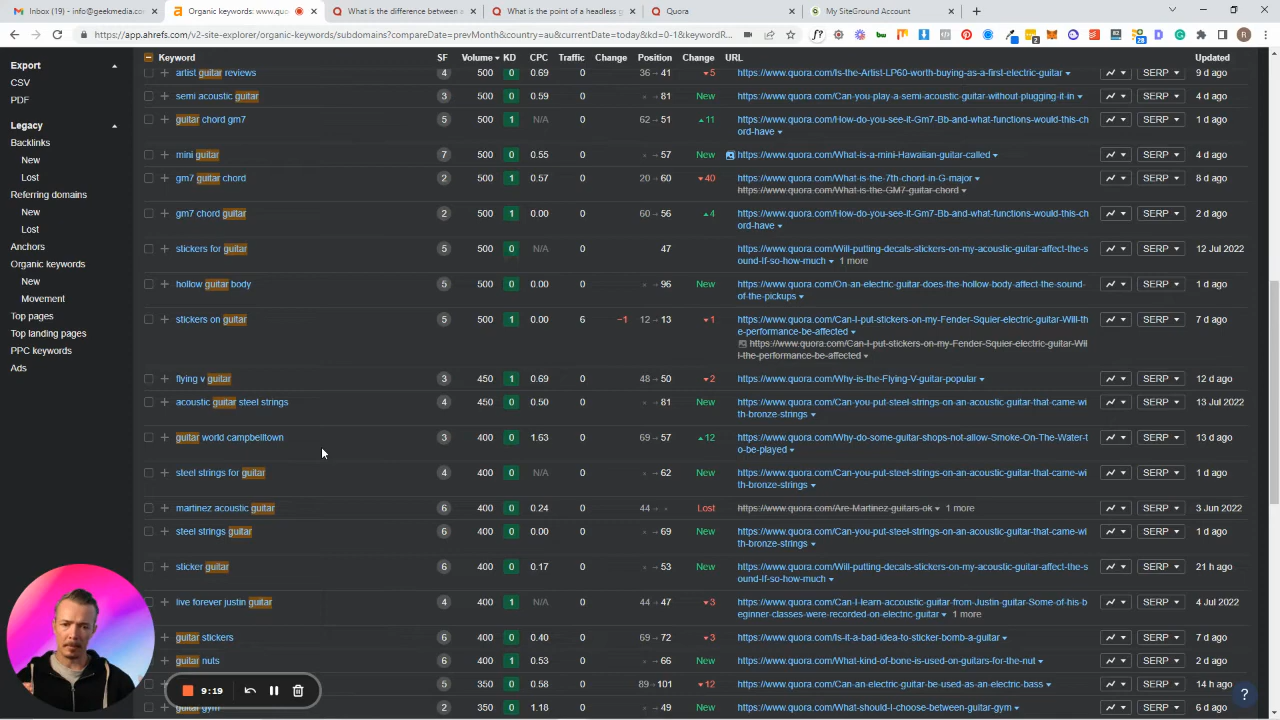 Inbox (19) - info@geekmedia.co
Organic keywords: www.quo
What is the difference between a
What is the point of a headless g
Quora
My SiteGround Account
app.ahrefs.com/v2-site-explorer/organic-keywords/subdomains?compareDate=prevMonth&country=au&currentDate=today&kd=0-1&keywordR
Export
CSV
PDF
Legacy
Backlinks
New
Lost
Referring domains
New
Lost
Anchors
Organic keywords
New
Movement
Top pages
Top landing pages
PPC keywords
Ads
Keyword SF Volume KD CPC Traffic Change Position Change URL Updated
artist guitar reviews 4 500 0 0.69 0 36 → 41 5 https://www.quora.com/Is-the-Artist-LP60-worth-buying-as-a-first-electric-guitar SERP 9 d ago
semi acoustic guitar 3 500 0 0.59 0 → 81 New https://www.quora.com/Can-you-play-a-semi-acoustic-guitar-without-plugging-it-in SERP 4 d ago
guitar chord gm7 5 500 1 N/A 0 62 → 51 11 https://www.quora.com/How-do-you-see-it-Gm7-Bb-and-what-functions-would-this-ch
ord-have SERP 1 d ago
mini guitar 7 500 0 0.55 0 → 57 New https://www.quora.com/What-is-a-mini-Hawaiian-guitar-called SERP 4 d ago
gm7 guitar chord 2 500 1 0.57 0 20 → 60 40 https://www.quora.com/What-is-the-7th-chord-in-G-major SERP 8 d ago
https://www.quora.com/What-is-the-GM7-guitar-chord
gm7 chord guitar 2 500 1 0.00 0 60 → 56 4 https://www.quora.com/How-do-you-see-it-Gm7-Bb-and-what-functions-would-this-ch
ord-have SERP 2 d ago
stickers for guitar 5 500 0 N/A 0 47 https://www.quora.com/Will-putting-decals-stickers-on-my-acoustic-guitar-affect-the-s
ound-If-so-how-much 1 more SERP 12 Jul 2022
hollow guitar body 5 500 0 0.00 0 → 96 New https://www.quora.com/On-an-electric-guitar-does-the-hollow-body-affect-the-sound-
of-the-pickups SERP 1 d ago
stickers on guitar 5 500 1 0.00 6 −1 12 → 13 1 https://www.quora.com/Can-I-put-stickers-on-my-Fender-Squier-electric-guitar-Will-th
e-performance-be-affected SERP 7 d ago
https://www.quora.com/Can-I-put-stickers-on-my-Fender-Squier-electric-guitar-Wil
l-the-performance-be-affected
flying v guitar 3 450 1 0.69 0 48 → 50 2 https://www.quora.com/Why-is-the-Flying-V-guitar-popular SERP 12 d ago
acoustic guitar steel strings 4 450 0 0.50 0 → 81 New https://www.quora.com/Can-you-put-steel-strings-on-an-acoustic-guitar-that-came-wi
th-bronze-strings SERP 13 Jul 2022
guitar world campbelltown 3 400 0 1.63 0 69 → 57 12 https://www.quora.com/Why-do-some-guitar-shops-not-allow-Smoke-On-The-Water-t
o-be-played SERP 13 d ago
steel strings for guitar 4 400 0 N/A 0 → 62 New https://www.quora.com/Can-you-put-steel-strings-on-an-acoustic-guitar-that-came-wi
th-bronze-strings SERP 1 d ago
martinez acoustic guitar 6 400 0 0.24 0 44 → Lost https://www.quora.com/Are-Martinez-guitars-ok 1 more SERP 3 Jun 2022
steel strings guitar 6 400 0 0.00 0 → 69 New https://www.quora.com/Can-you-put-steel-strings-on-an-acoustic-guitar-that-came-wi
th-bronze-strings SERP 1 d ago
sticker guitar 6 400 0 0.17 0 → 53 New https://www.quora.com/Will-putting-decals-stickers-on-my-acoustic-guitar-affect-the-s
ound-If-so-how-much SERP 21 h ago
live forever justin guitar 4 400 1 N/A 0 44 → 47 3 https://www.quora.com/Can-I-learn-accoustic-guitar-from-Justin-guitar-Some-of-his-b
eginner-classes-were-recorded-on-electric-guitar 1 more SERP 4 Jul 2022
guitar stickers 6 400 0 0.40 0 69 → 72 3 https://www.quora.com/Is-it-a-bad-idea-to-sticker-bomb-a-guitar SERP 7 d ago
guitar nuts 6 400 1 0.53 0 → 66 New https://www.quora.com/What-kind-of-bone-is-used-on-guitars-for-the-nut SERP 2 d ago
5 350 0 0.58 0 89 → 101 12 https://www.quora.com/Can-an-electric-guitar-be-used-as-an-electric-bass SERP 14 h ago
guitar gym 2 350 0 1.18 0 → 49 New https://www.quora.com/What-should-I-choose-between-guitar-gym SERP 6 d ago
9:19
?